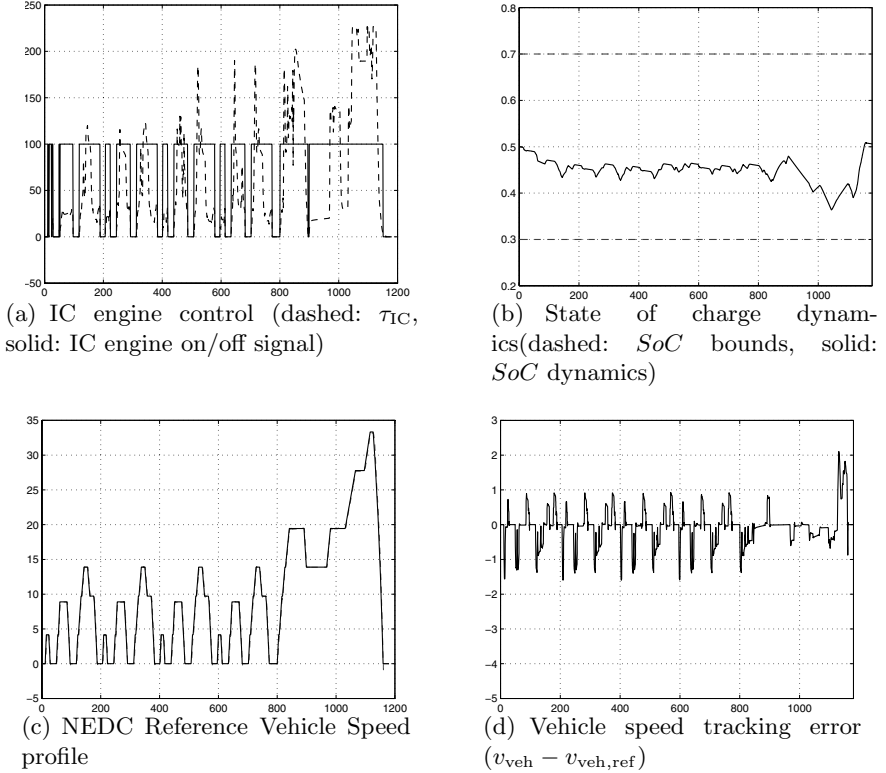 250
200
150
100
50
0
−50
0 200 400 600 800 1000 1200
(a) IC engine control (dashed: τIC,
solid: IC engine on/off signal)
0.8
0.7
0.6
0.5
0.4
0.3
0.2
0 200 400 600 800 1000
(b) State of charge dynam-
ics(dashed: SoC bounds, solid:
SoC dynamics)
35
30
25
20
15
10
5
0
−5
0 200 400 600 800 1000 1200
(c) NEDC Reference Vehicle Speed
profile
3
2
1
0
−1
−2
−3
−4
−5
0 200 400 600 800 1000
(d) Vehicle speed tracking error
(vveh − vveh,ref)